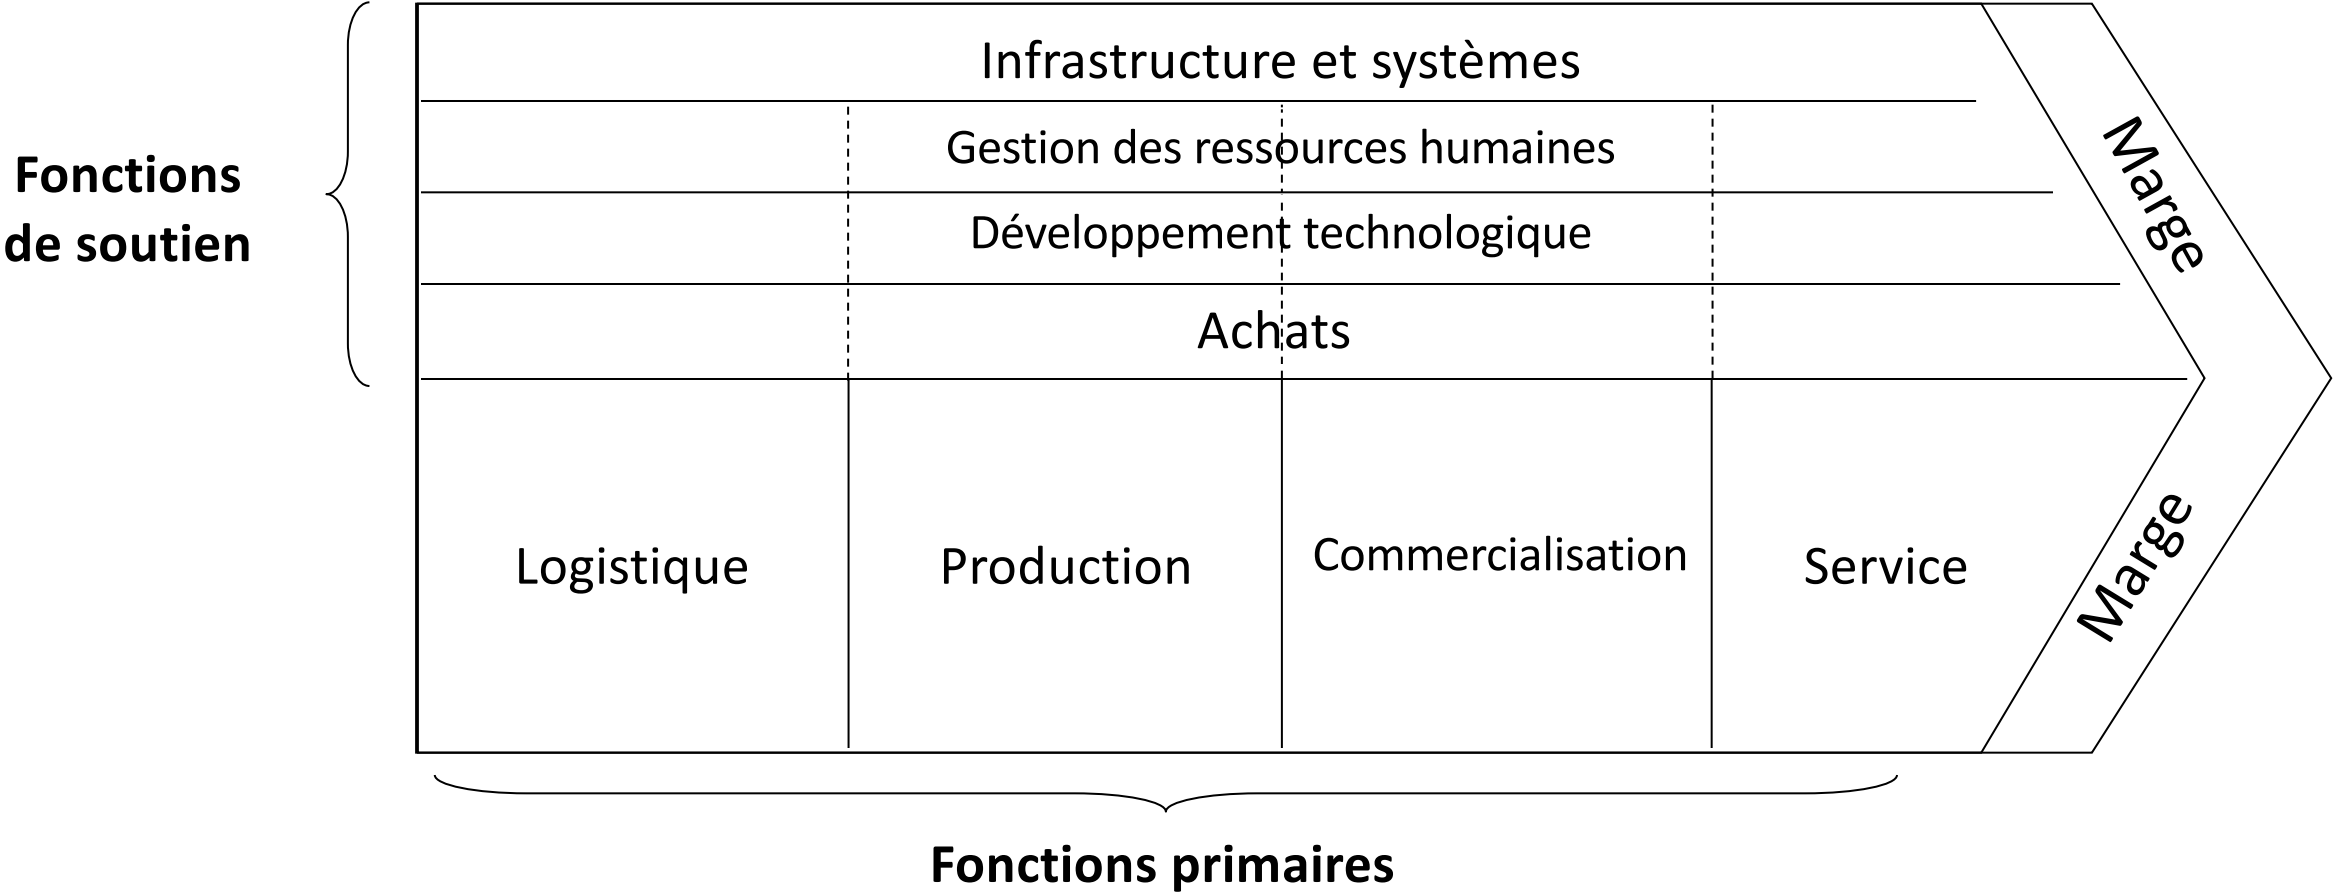 Infrastructure et systèmes
Gestion des ressources humaines
Fonctions
de soutien
Développement technologique
Achats
Marge
Logistique
Production
Commercialisation
Service
Marge
Fonctions primaires